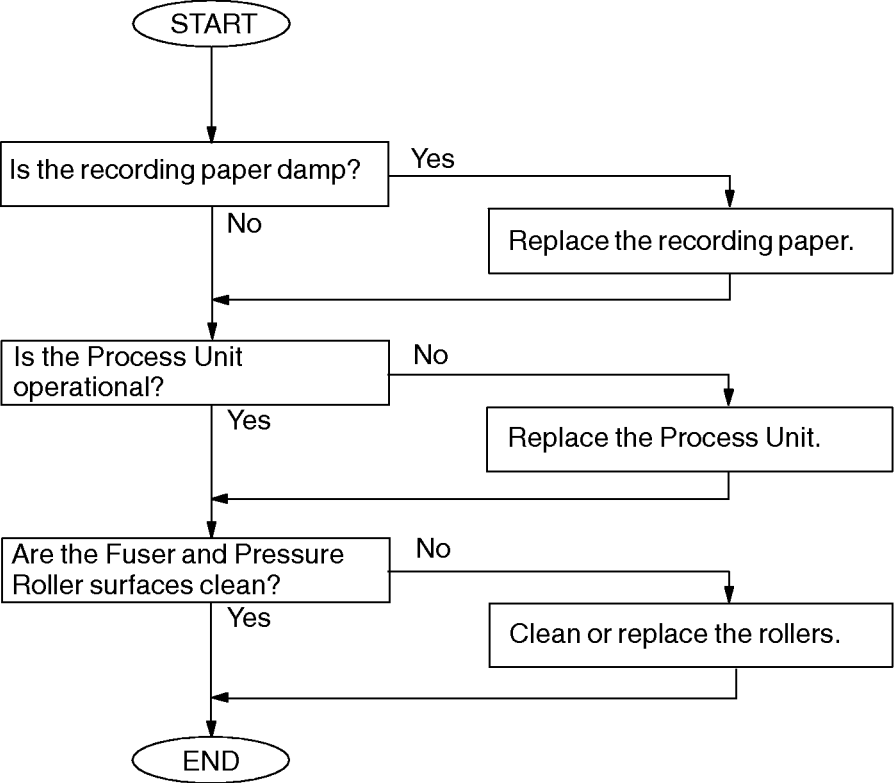 START
Is the recording paper damp?
Yes
No
Replace the recording paper.
Is the Process Unit
operational?
No
Yes
Replace the Process Unit.
Are the Fuser and Pressure
Roller surfaces clean?
No
Yes
Clean or replace the rollers.
END